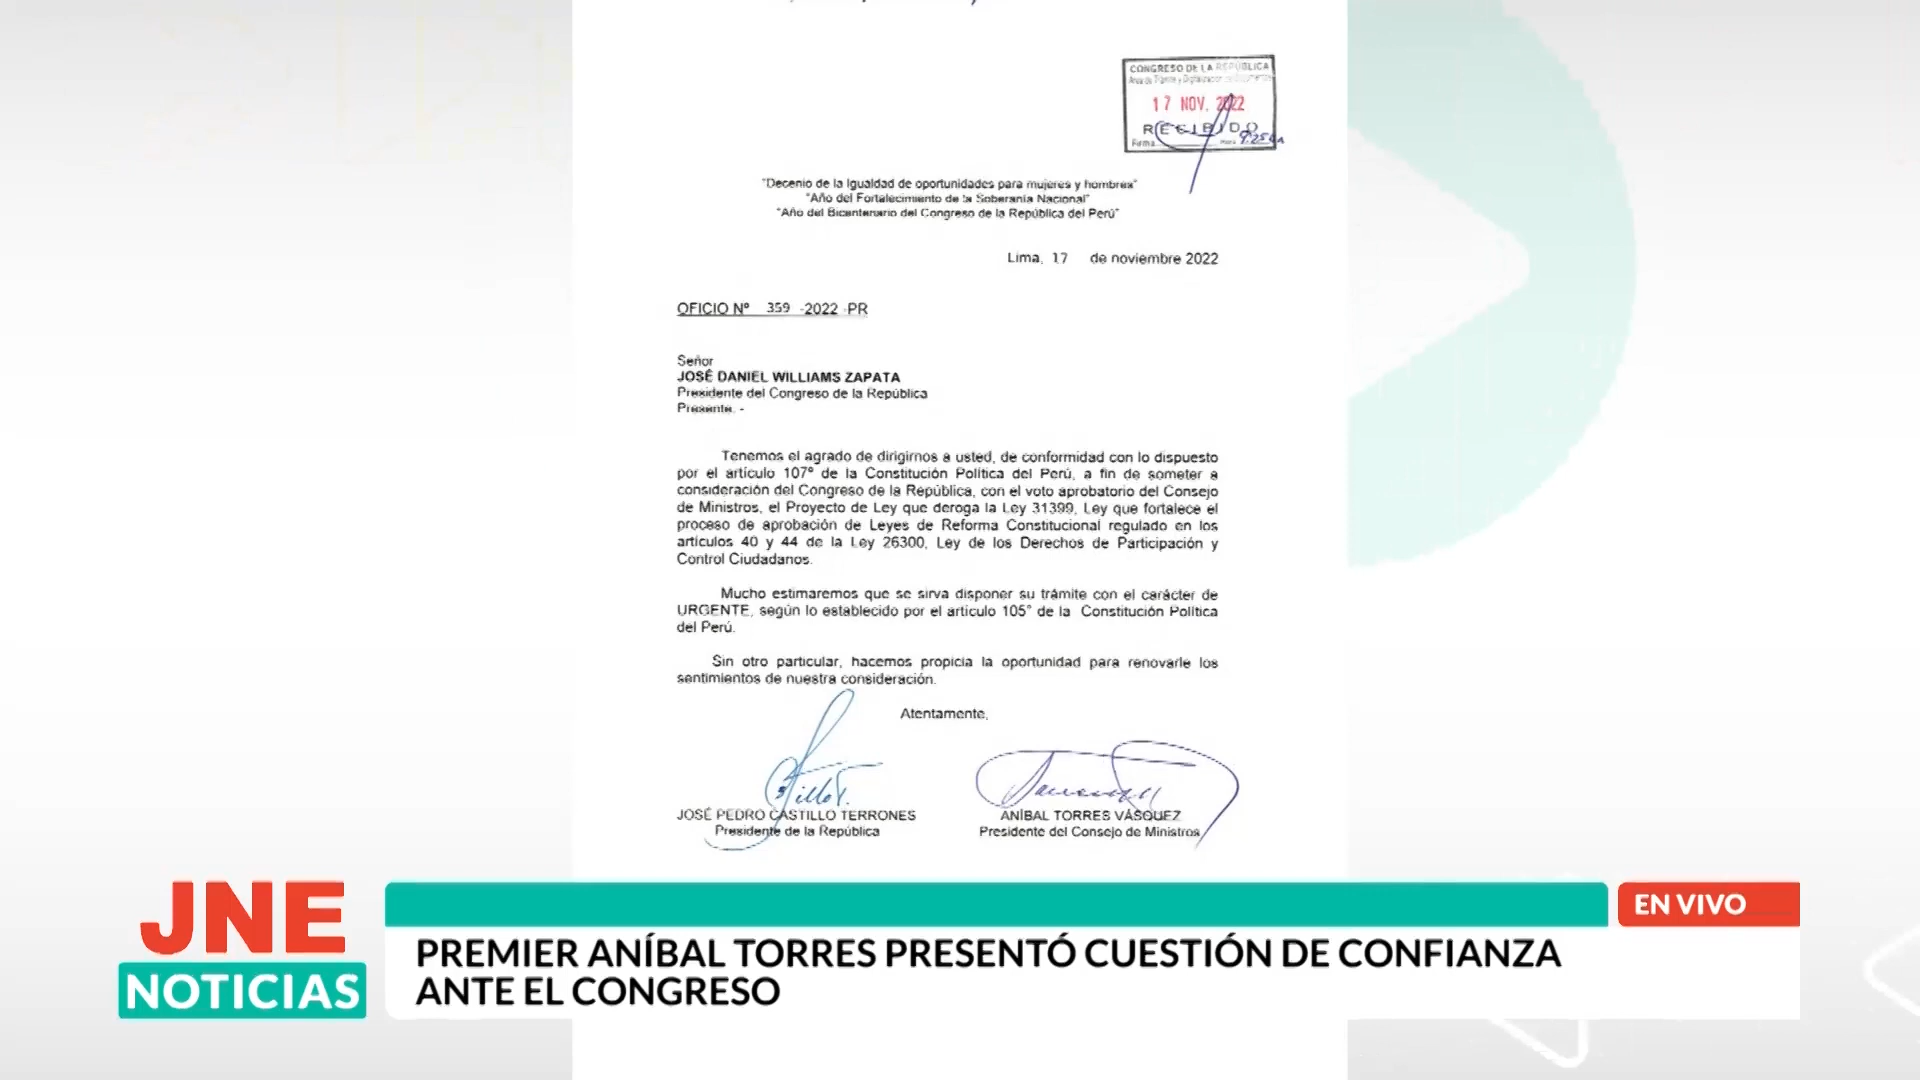 CONGRESO DE LA REPÚBLICA
17 NOV. 2022
RECIBIDO
Firma
Hora
"Decenio de la Igualdad de oportunidades para mujeres y hombres"
"Año del Fortalecimiento de la Soberanía Nacional"
"Año del Bicentenario del Congreso de la República del Perú"
Lima, 17 de noviembre 2022
OFICIO Nº 359 -2022 -PR
Señor
JOSÉ DANIEL WILLIAMS ZAPATA
Presidente del Congreso de la República
Presente. -
Tenemos el agrado de dirigirnos a usted, de conformidad con lo dispuesto
por el artículo 107º de la Constitución Política del Perú, a fin de someter a
consideración del Congreso de la República, con el voto aprobatorio del Consejo
de Ministros, el Proyecto de Ley que deroga la Ley 31399, Ley que fortalece el
proceso de aprobación de Leyes de Reforma Constitucional regulado en los
artículos 40 y 44 de la Ley 26300, Ley de los Derechos de Participación y
Control Ciudadanos.
Mucho estimaremos que se sirva disponer su trámite con el carácter de
URGENTE, según lo establecido por el artículo 105° de la Constitución Política
del Perú.
Sin otro particular, hacemos propicia la oportunidad para renovarle los
sentimientos de nuestra consideración.
Atentamente,
JOSÉ PEDRO CASTILLO TERRONES
Presidente de la República
ANÍBAL TORRES VÁSQUEZ
Presidente del Consejo de Ministros
JNE
NOTICIAS
EN VIVO
PREMIER ANÍBAL TORRES PRESENTÓ CUESTIÓN DE CONFIANZA
ANTE EL CONGRESO